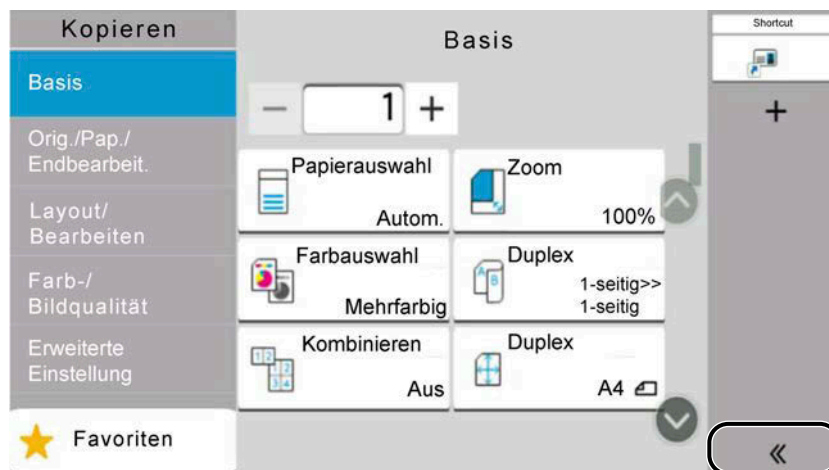 Kopieren
Basis
Orig./Pap./
Endbearbeit.
Layout/
Bearbeiten
Farb-/
Bildqualität
Erweiterte
Einstellung
Favoriten
Basis
− 1 +
Papierauswahl
Autom.
Zoom
100%
Farbauswahl
Mehrfarbig
Duplex
1-seitig>>
1-seitig
Kombinieren
Aus
Duplex
A4
Shortcut
+
«